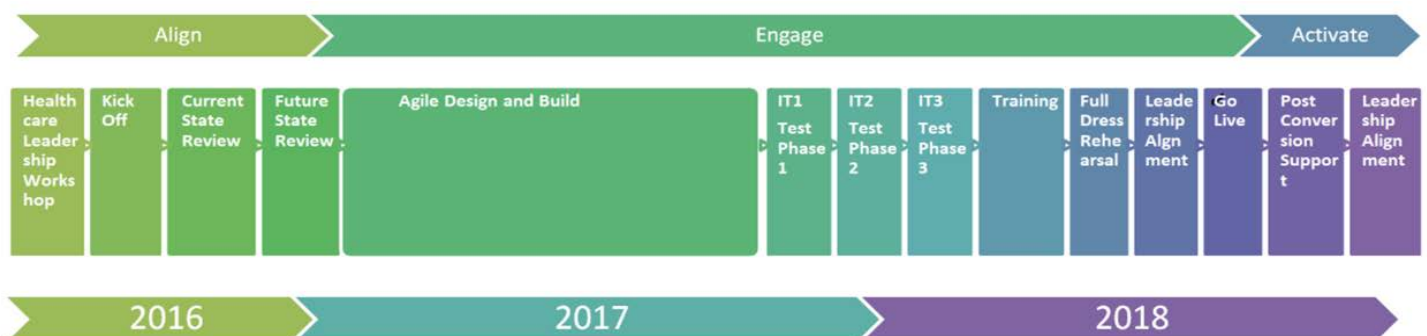 Align
Engage
Activate
Health
care
Leader
ship
Works
hop
Kick
Off
Current
State
Review
Future
State
Review
Agile Design and Build
IT1
Test
Phase
1
IT2
Test
Phase
2
IT3
Test
Phase
3
Training
Full
Dress
Rehe
arsal
Leade
rship
Algn
ment
Go
Live
Post
Conver
sion
Suppor
t
Leader
ship
Align
ment
2016
2017
2018